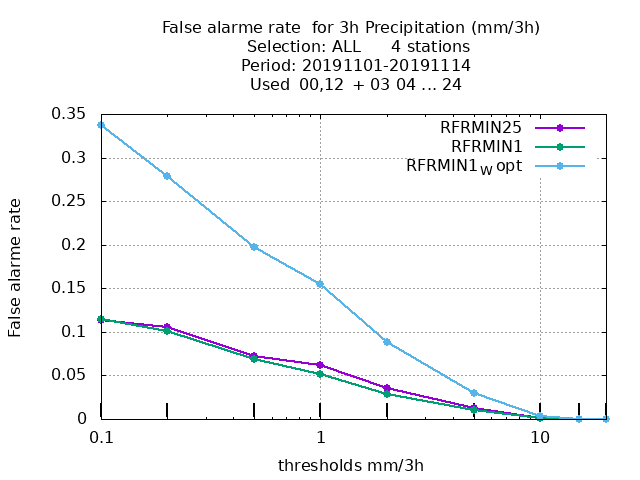 False alarme rate  for 3h Precipitation (mm/3h)
Selection: ALL      4 stations
Period: 20191101-20191114
Used  00,12  + 03 04 ... 24
RFRMIN25
RFRMIN1
RFRMIN1W opt
False alarme rate
0.35
0.3
0.25
0.2
0.15
0.1
0.05
0
0.1 1 10
thresholds mm/3h